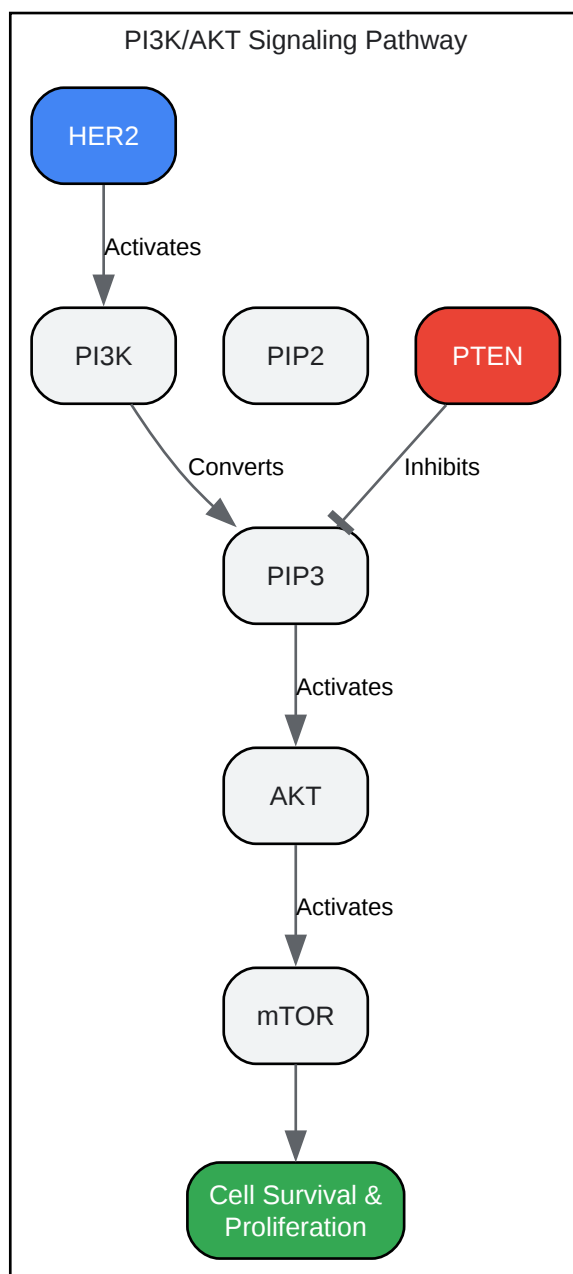 PI3K/AKT Signaling Pathway
HER2
Activates
PI3K
PIP2
PTEN
Converts
Inhibits
PIP3
Activates
AKT
Activates
mTOR
Cell Survival &
Proliferation